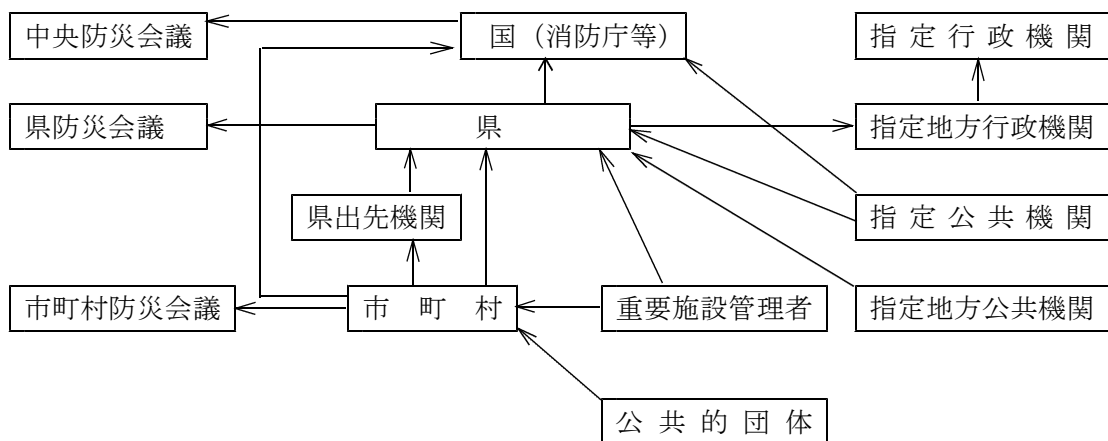 中央防災会議
国（消防庁等）
指定行政機関
県防災会議
県
指定地方行政機関
県出先機関
指定公共機関
市町村防災会議
市町村
重要施設管理者
指定地方公共機関
公共的団体